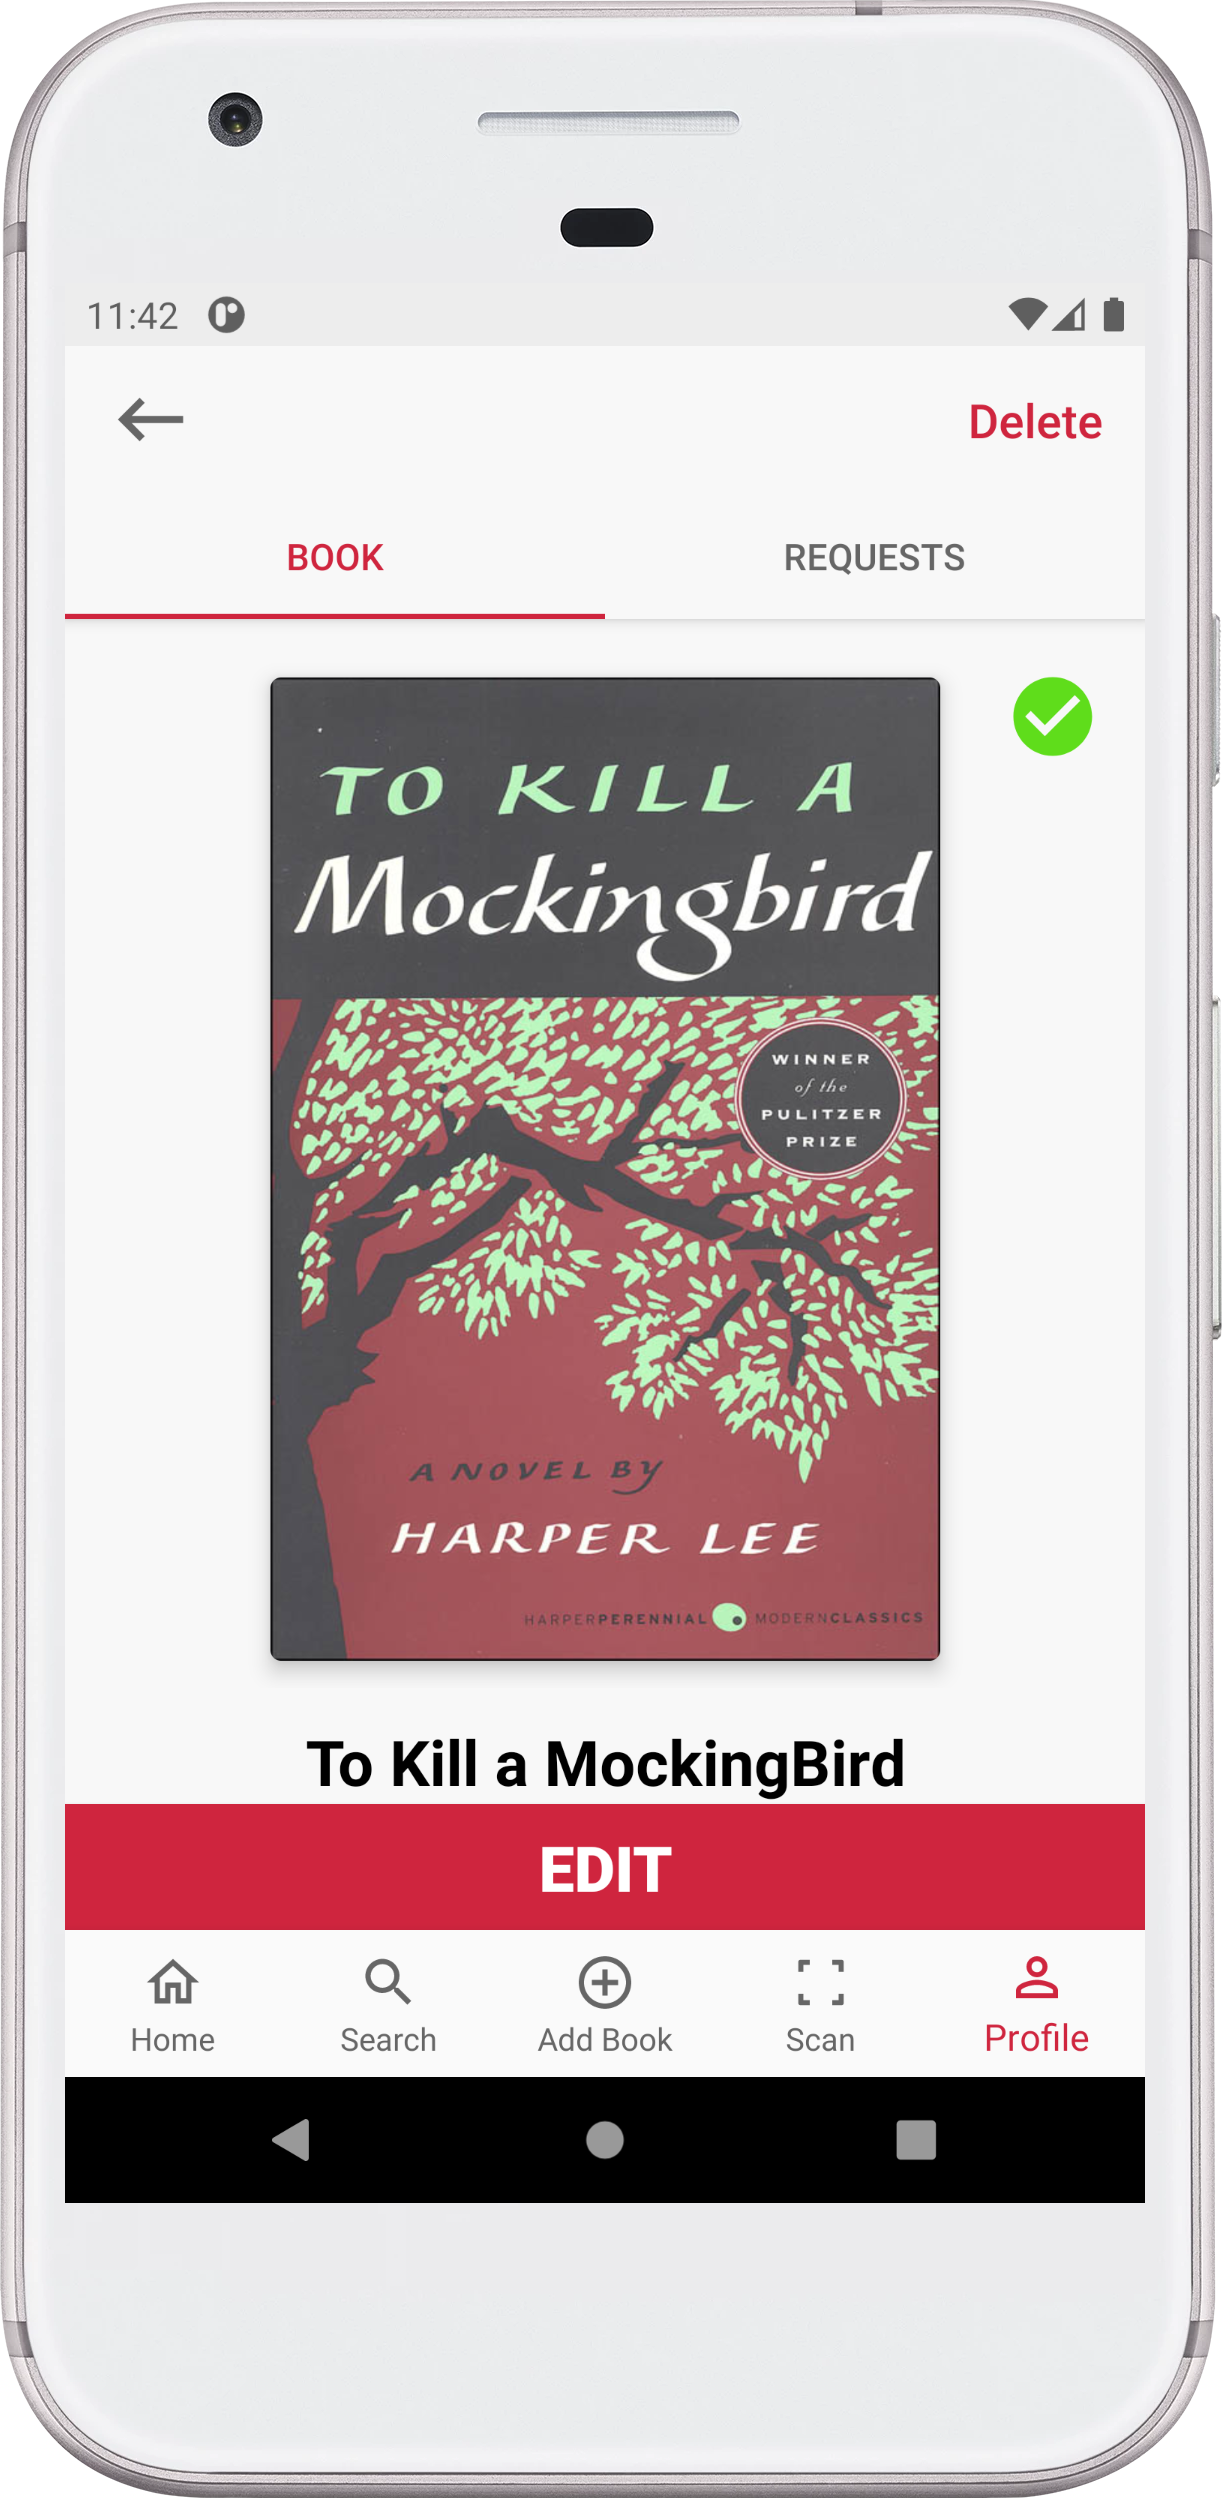 11:42
Delete
BOOK
REQUESTS
TO KILL A
Mockingbird
WINNER
of the
PULITZER
PRIZE
A NOVEL BY
HARPER LEE
HARPERPERENNIAL MODERNCLASSICS
To Kill a MockingBird
EDIT
Home
Search
Add Book
Scan
Profile